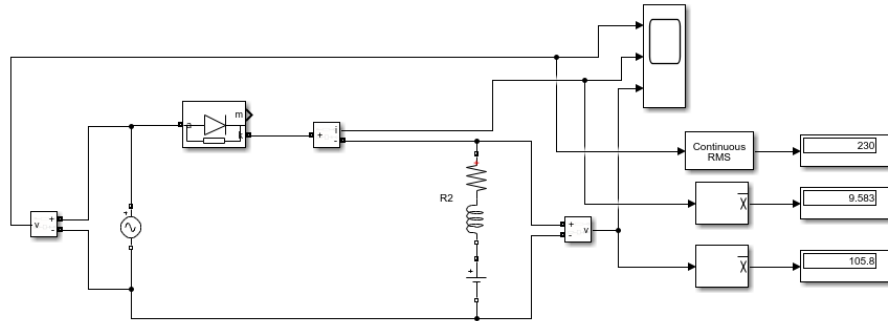 m
a
k
+
i
-
Continuous
RMS
230
R2
9.583
v
+
-
+
+
-
v
x
105.8
x
+